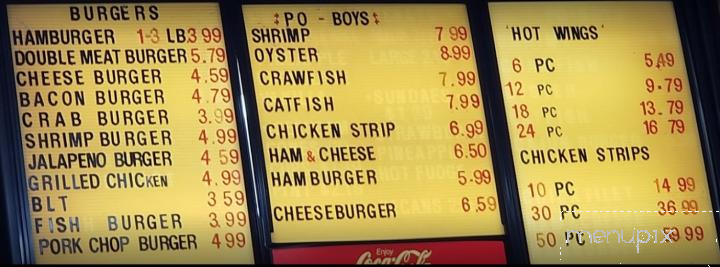 BURGERS
HAMBURGER 1-3 LB 3.99
DOUBLE MEAT BURGER 5.79
CHEESE BURGER 4.59
BACON BURGER 4.79
CRAB BURGER 3.99
SHRIMP BURGER 4.99
JALAPENO BURGER 4 59
GRILLED CHICKEN 4.99
BLT 3 59
FISH BURGER 3.99
PORK CHOP BURGER 4 99
PO - BOYS
SHRIMP 7 99
OYSTER 8.99
CRAWFISH 7.99
CATFISH 7.99
CHICKEN STRIP 6.99
HAM & CHEESE 6.50
HAMBURGER 5.99
CHEESEBURGER 6.59
Enjoy
Coca-Cola
'HOT WINGS'
6 PC 5.49
12 PC 9.79
18 PC 13.79
24 PC 16 79
CHICKEN STRIPS
10 PC 14 99
30 PC 36 99
50 PC 99
menupix